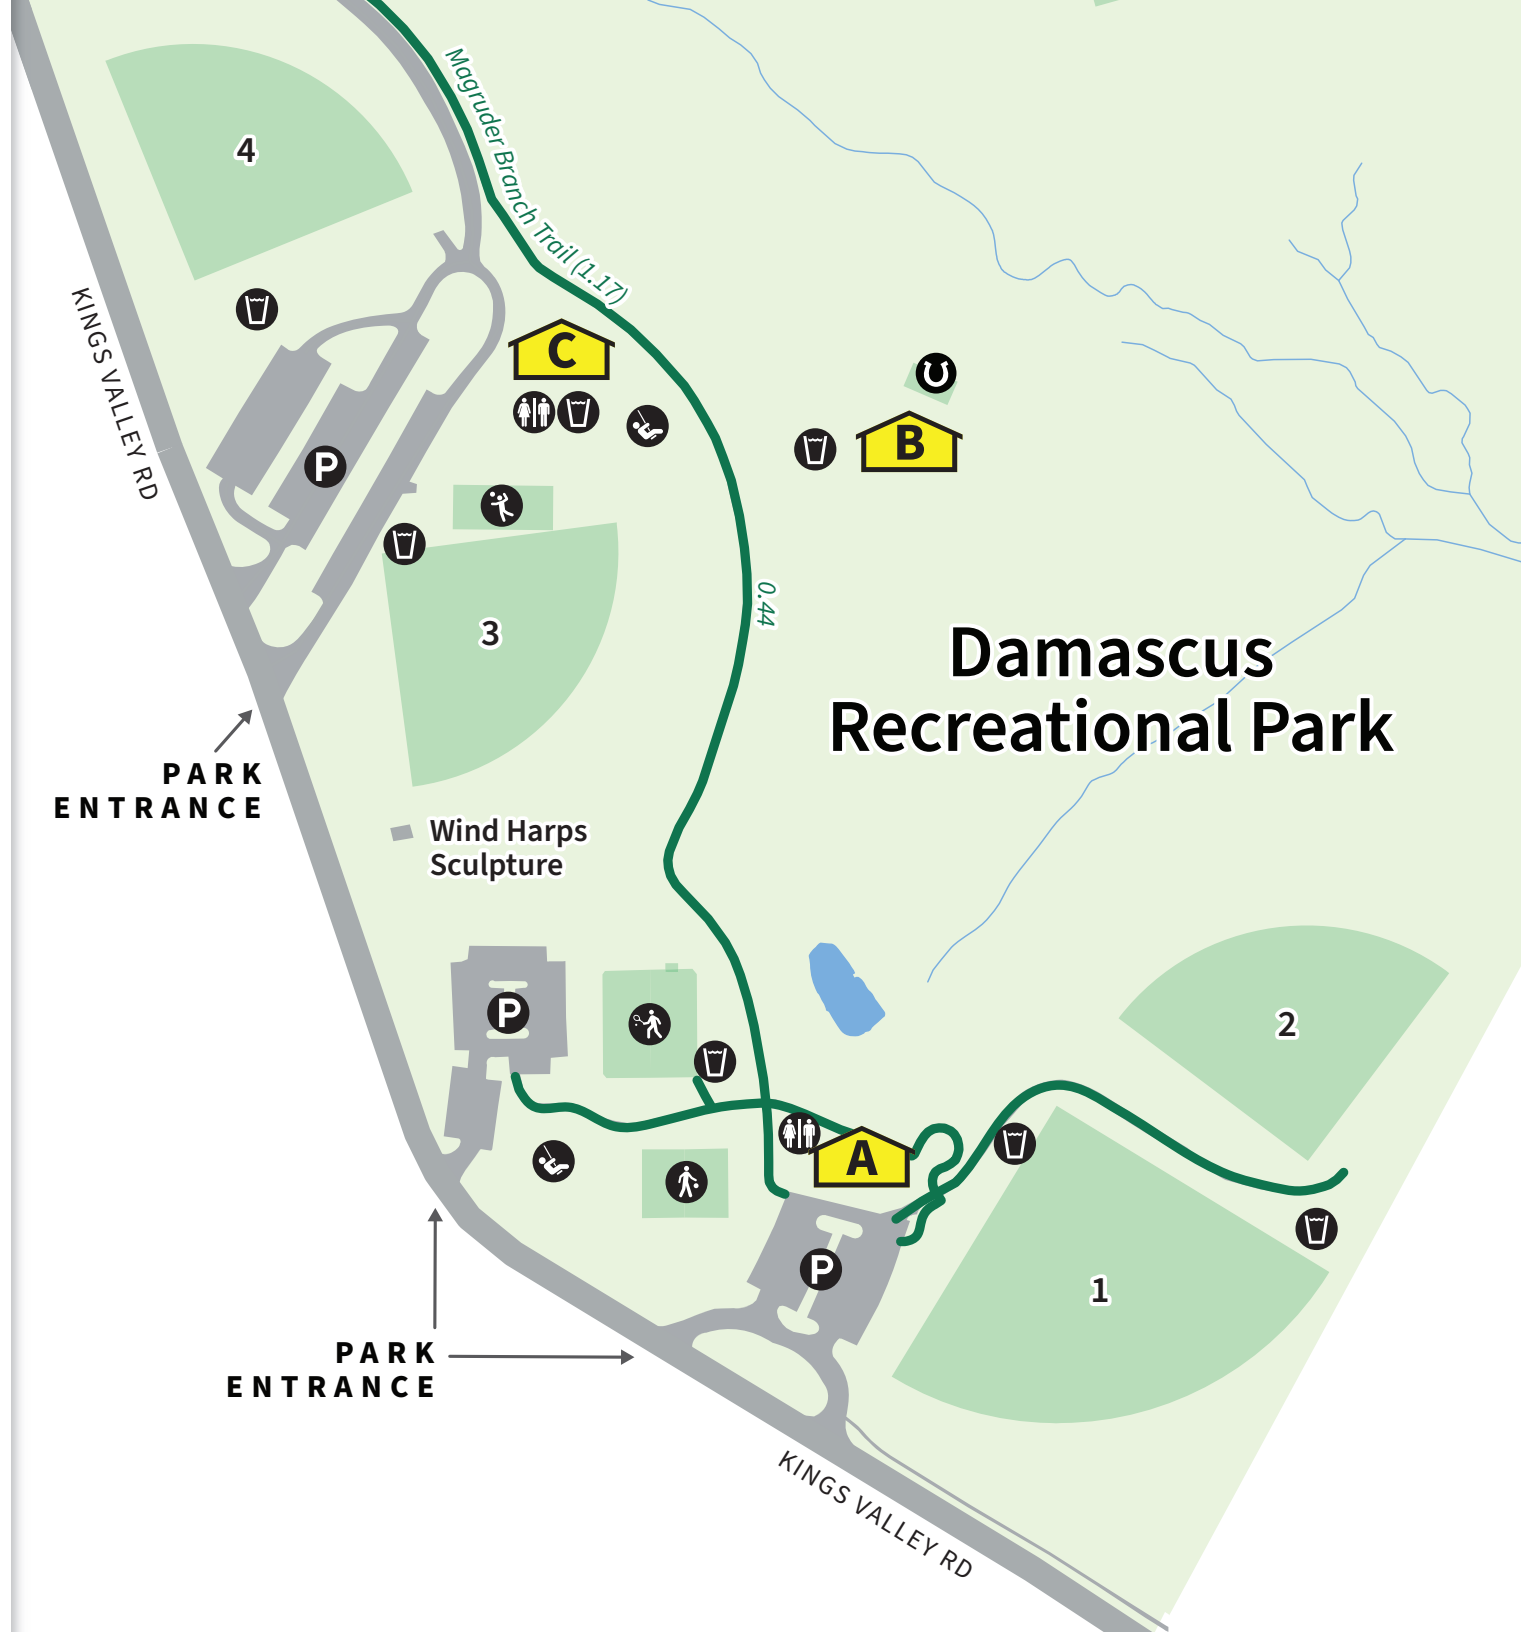 4
Magruder Branch Trail (1.17)
KINGS VALLEY RD
C
B
P
3
0.44
Damascus
Recreational Park
PARK
ENTRANCE
Wind Harps
Sculpture
P
2
A
P
1
PARK
ENTRANCE
KINGS VALLEY RD